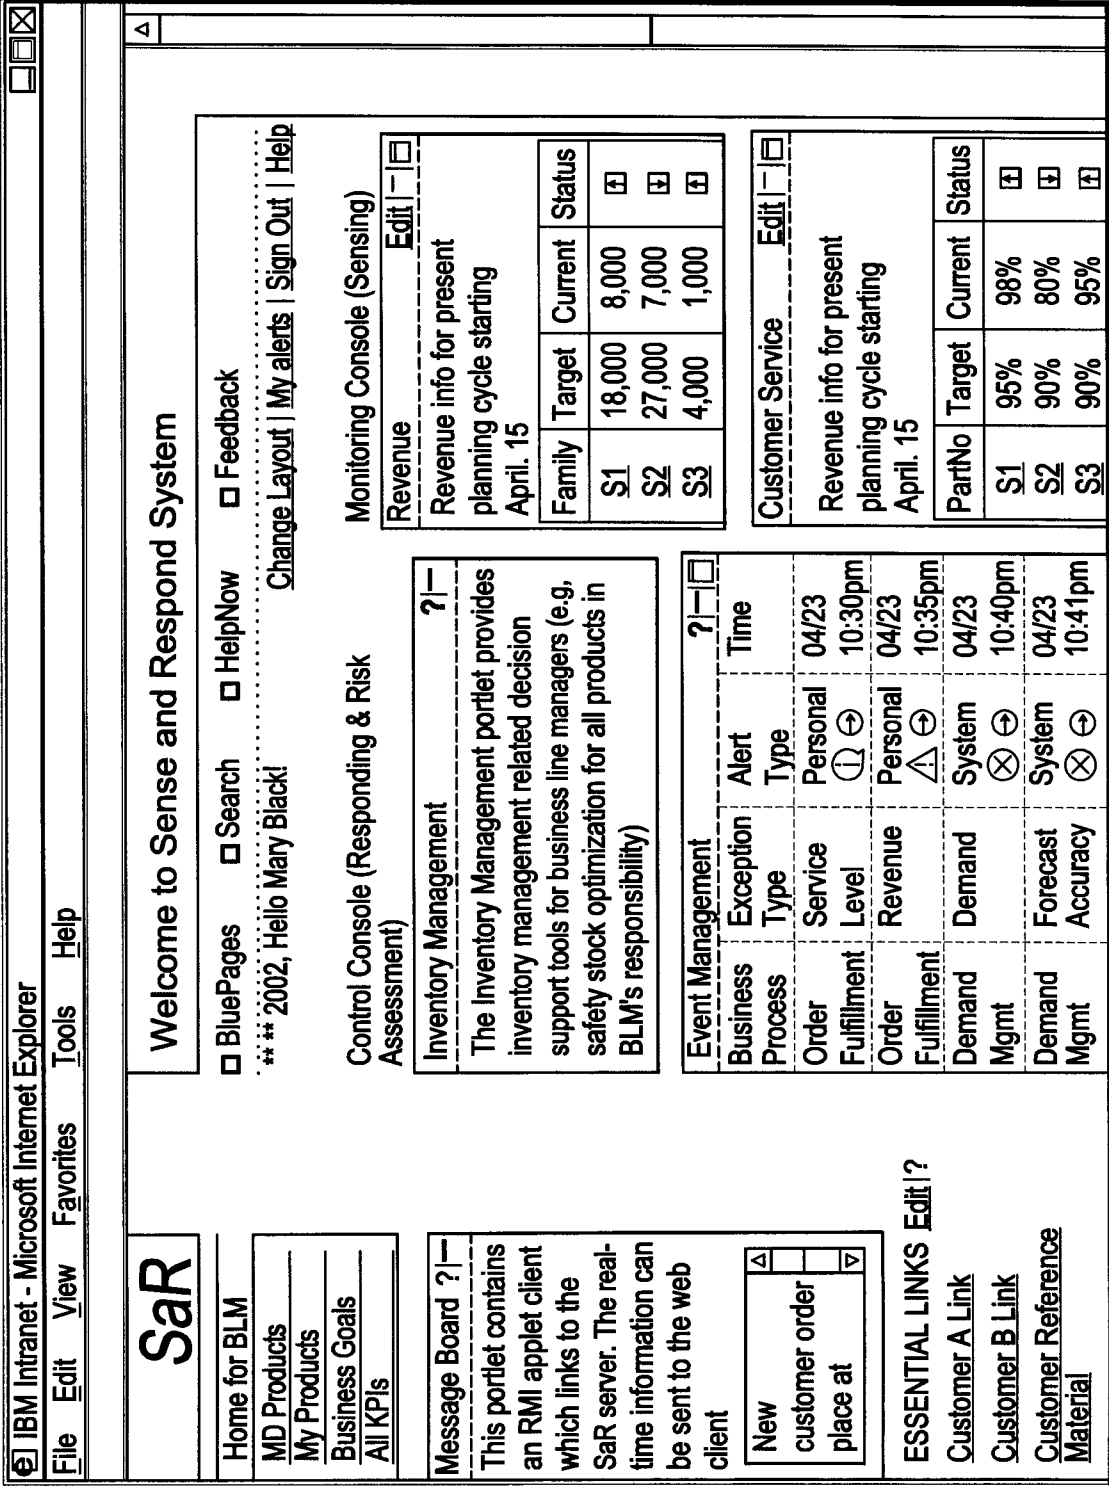 IBM Intranet - Microsoft Internet Explorer
File Edit View Favorites Tools Help
SaR
Home for BLM
MD Products
My Products
Business Goals
All KPIs
Message Board ?|—
This portlet contains
an RMI applet client
which links to the
SaR server. The real-
time information can
be sent to the web
client
New
customer order
place at
ESSENTIAL LINKS Edit|?
Customer A Link
Customer B Link
Customer Reference
Material
Welcome to Sense and Respond System
BluePages Search HelpNow Feedback
** ** 2002, Hello Mary Black!
Change Layout | My alerts | Sign Out | Help
Control Console (Responding & Risk
Assessment)
Inventory Management ?|—
The Inventory Management portlet provides
inventory management related decision
support tools for business line managers (e.g,
safety stock optimization for all products in
BLM's responsibility)
Event Management ?|—|
Business Exception Alert Time
Process Type Type
Order Service Personal 04/23
Fulfillment Level 10:30pm
Order Revenue Personal 04/23
Fulfillment 10:35pm
Demand Demand System 04/23
Mgmt 10:40pm
Demand Forecast System 04/23
Mgmt Accuracy 10:41pm
Monitoring Console (Sensing)
Revenue Edit|—|
Revenue info for present
planning cycle starting
April. 15
Family Target Current Status
S1 18,000 8,000
S2 27,000 7,000
S3 4,000 1,000
Customer Service Edit|—|
Revenue info for present
planning cycle starting
April. 15
PartNo Target Current Status
S1 95% 98%
S2 90% 80%
S3 90% 95%